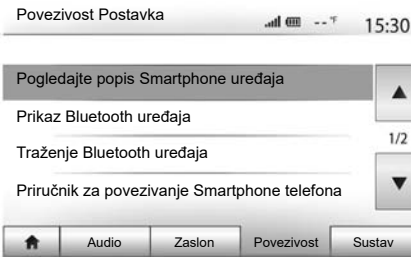 Povezivost Postavka
-- °F 15:30
Pogledajte popis Smartphone uređaja
Prikaz Bluetooth uređaja
1/2
Traženje Bluetooth uređaja
Priručnik za povezivanje Smartphone telefona
Audio Zaslon Povezivost Sustav